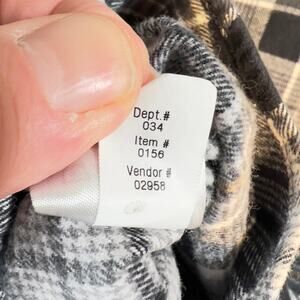 Dept.#
034
Item #
0156
Vendor #
02958